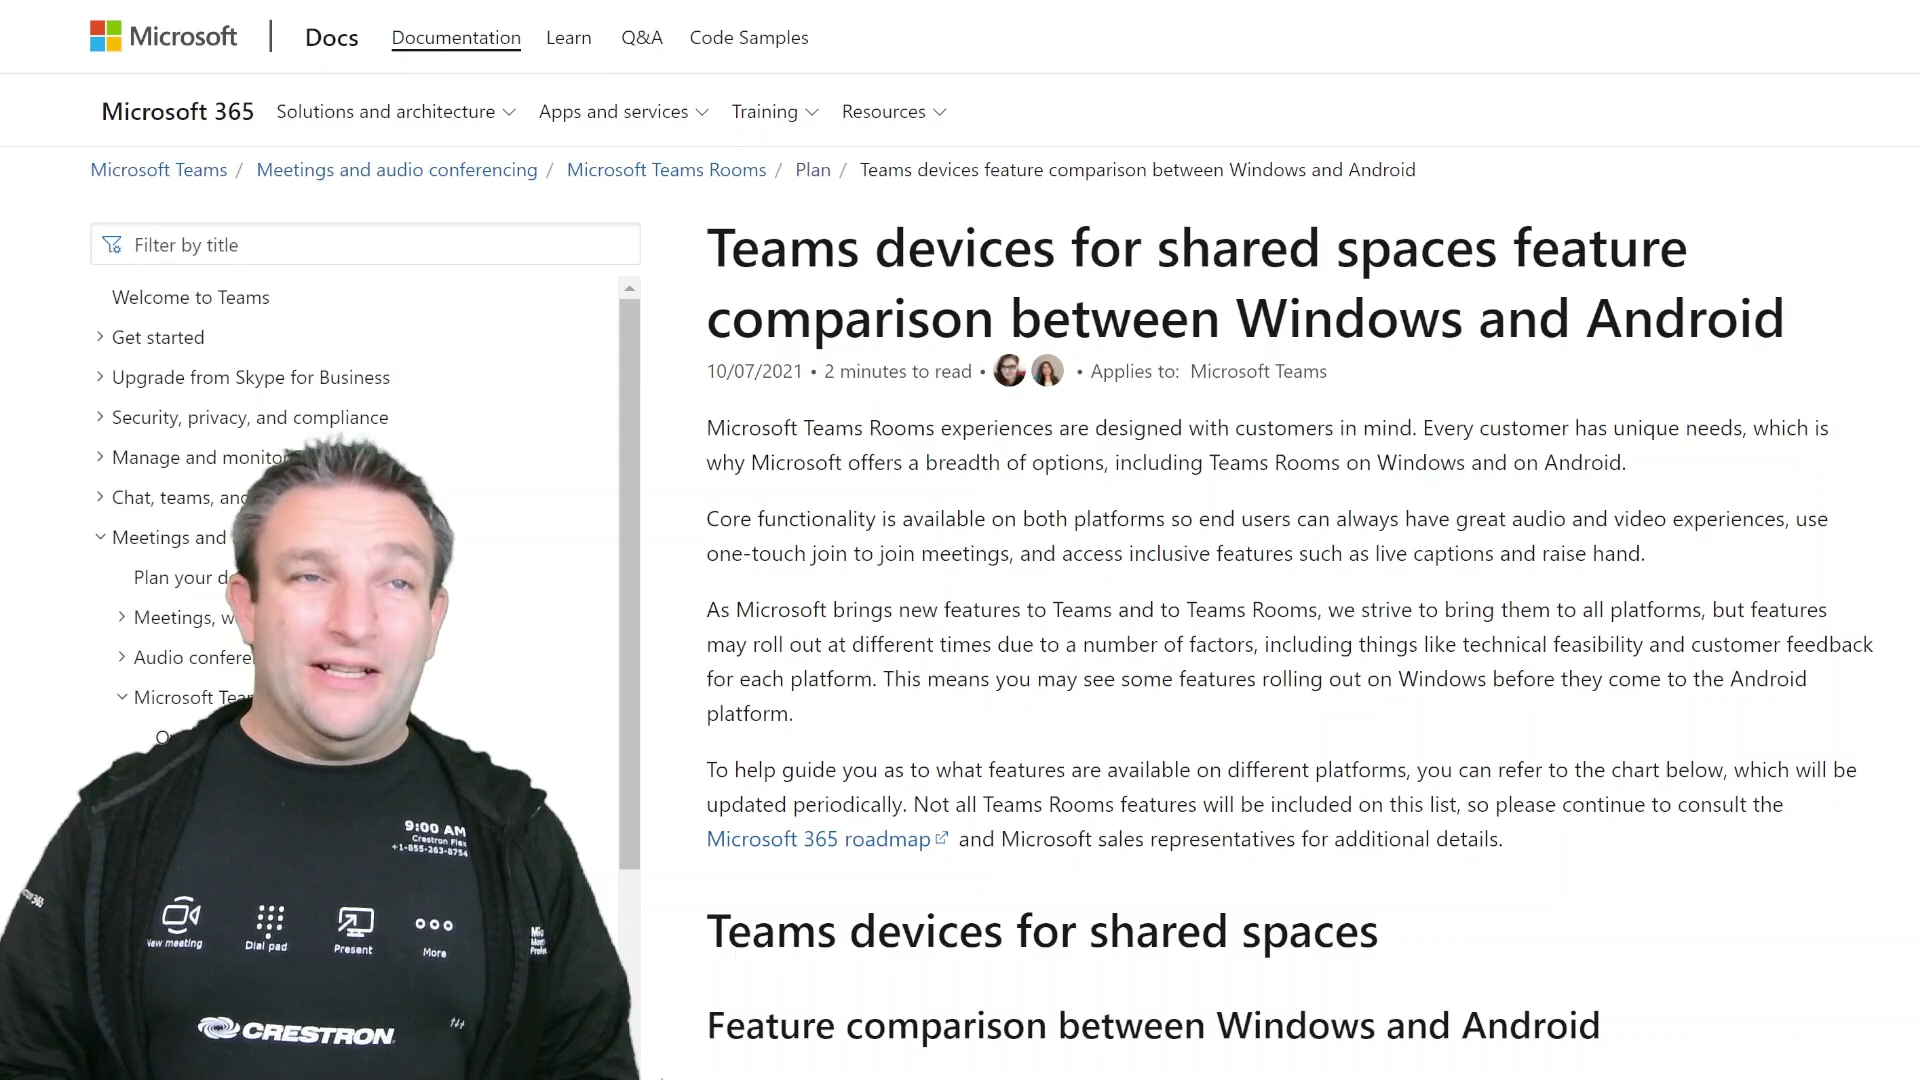 Microsoft
Docs
Documentation
Learn
Q&A
Code Samples
Microsoft 365
Solutions and architecture
Apps and services
Training
Resources
Microsoft Teams / Meetings and audio conferencing / Microsoft Teams Rooms / Plan / Teams devices feature comparison between Windows and Android
Filter by title
Welcome to Teams
Get started
Upgrade from Skype for Business
Security, privacy, and compliance
Manage and monitor
Chat, teams, and
Meetings and
Plan your
Meetings,
Audio
Microsoft
Teams devices for shared spaces feature
comparison between Windows and Android
10/07/2021 • 2 minutes to read • • Applies to: Microsoft Teams
Microsoft Teams Rooms experiences are designed with customers in mind. Every customer has unique needs, which is
why Microsoft offers a breadth of options, including Teams Rooms on Windows and on Android.
Core functionality is available on both platforms so end users can always have great audio and video experiences, use
one-touch join to join meetings, and access inclusive features such as live captions and raise hand.
As Microsoft brings new features to Teams and to Teams Rooms, we strive to bring them to all platforms, but features
may roll out at different times due to a number of factors, including things like technical feasibility and customer feedback
for each platform. This means you may see some features rolling out on Windows before they come to the Android
platform.
To help guide you as to what features are available on different platforms, you can refer to the chart below, which will be
updated periodically. Not all Teams Rooms features will be included on this list, so please continue to consult the
Microsoft 365 roadmap and Microsoft sales representatives for additional details.
Teams devices for shared spaces
Feature comparison between Windows and Android
9:00 AM
Crestron Flex
+1-855-263-8754
New meeting
Dial pad
Present
More
CRESTRON